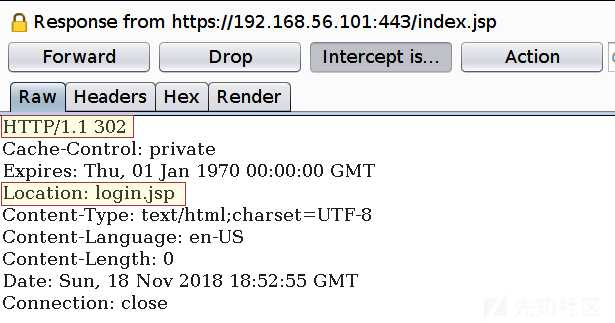 Response from https://192.168.56.101:443/index.jsp
Forward Drop Intercept is... Action
Raw Headers Hex Render
HTTP/1.1 302
Cache-Control: private
Expires: Thu, 01 Jan 1970 00:00:00 GMT
Location: login.jsp
Content-Type: text/html;charset=UTF-8
Content-Language: en-US
Content-Length: 0
Date: Sun, 18 Nov 2018 18:52:55 GMT
Connection: close
先知社区